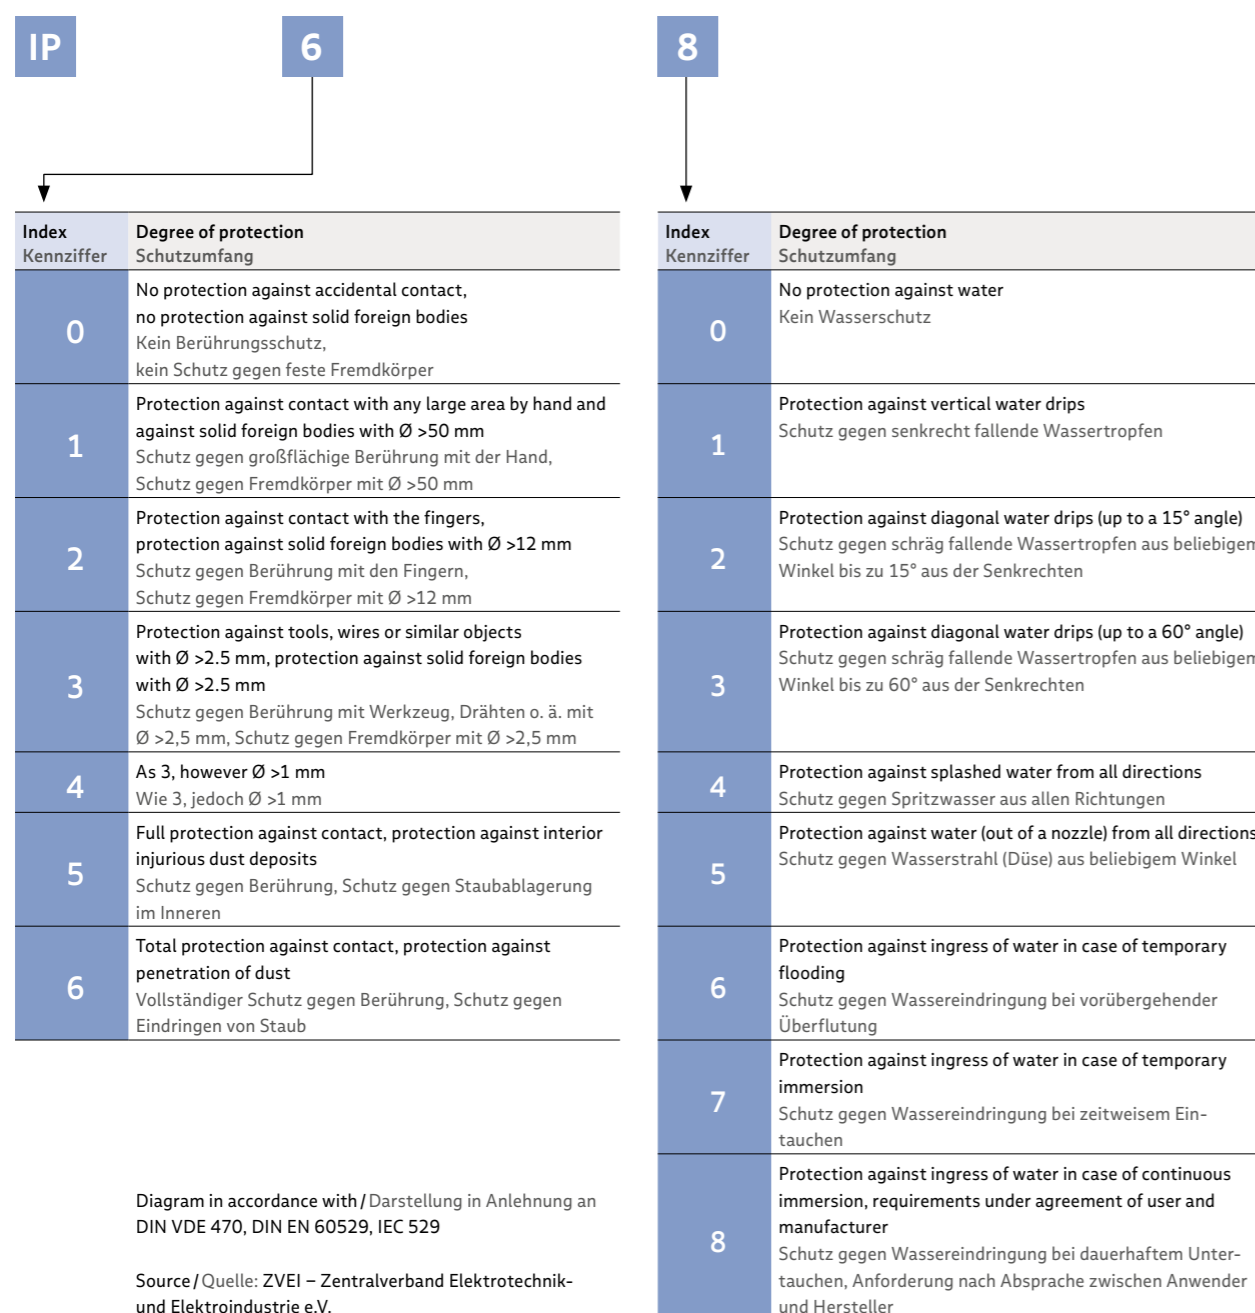 IP
6
8
Index
Kennziffer
Degree of protection
Schutzumfang
0
No protection against accidental contact,
no protection against solid foreign bodies
Kein Berührungsschutz,
kein Schutz gegen feste Fremdkörper
1
Protection against contact with any large area by hand and
against solid foreign bodies with Ø >50 mm
Schutz gegen großflächige Berührung mit der Hand,
Schutz gegen Fremdkörper mit Ø >50 mm
2
Protection against contact with the fingers,
protection against solid foreign bodies with Ø >12 mm
Schutz gegen Berührung mit den Fingern,
Schutz gegen Fremdkörper mit Ø >12 mm
3
Protection against tools, wires or similar objects
with Ø >2.5 mm, protection against solid foreign bodies
with Ø >2.5 mm
Schutz gegen Berührung mit Werkzeug, Drähten o. ä. mit
Ø >2,5 mm, Schutz gegen Fremdkörper mit Ø >2,5 mm
4
As 3, however Ø >1 mm
Wie 3, jedoch Ø >1 mm
5
Full protection against contact, protection against interior
injurious dust deposits
Schutz gegen Berührung, Schutz gegen Staubablagerung
im Inneren
6
Total protection against contact, protection against
penetration of dust
Vollständiger Schutz gegen Berührung, Schutz gegen
Eindringen von Staub
Diagram in accordance with / Darstellung in Anlehnung an
DIN VDE 470, DIN EN 60529, IEC 529
Source / Quelle: ZVEI – Zentralverband Elektrotechnik-
und Elektroindustrie e.V.
Index
Kennziffer
Degree of protection
Schutzumfang
0
No protection against water
Kein Wasserschutz
1
Protection against vertical water drips
Schutz gegen senkrecht fallende Wassertropfen
2
Protection against diagonal water drips (up to a 15° angle)
Schutz gegen schräg fallende Wassertropfen aus beliebigem
Winkel bis zu 15° aus der Senkrechten
3
Protection against diagonal water drips (up to a 60° angle)
Schutz gegen schräg fallende Wassertropfen aus beliebigem
Winkel bis zu 60° aus der Senkrechten
4
Protection against splashed water from all directions
Schutz gegen Spritzwasser aus allen Richtungen
5
Protection against water (out of a nozzle) from all directions
Schutz gegen Wasserstrahl (Düse) aus beliebigem Winkel
6
Protection against ingress of water in case of temporary
flooding
Schutz gegen Wassereindringung bei vorübergehender
Überflutung
7
Protection against ingress of water in case of temporary
immersion
Schutz gegen Wassereindringung bei zeitweisem Ein-
tauchen
8
Protection against ingress of water in case of continuous
immersion, requirements under agreement of user and
manufacturer
Schutz gegen Wassereindringung bei dauerhaftem Unter-
tauchen, Anforderung nach Absprache zwischen Anwender
und Hersteller